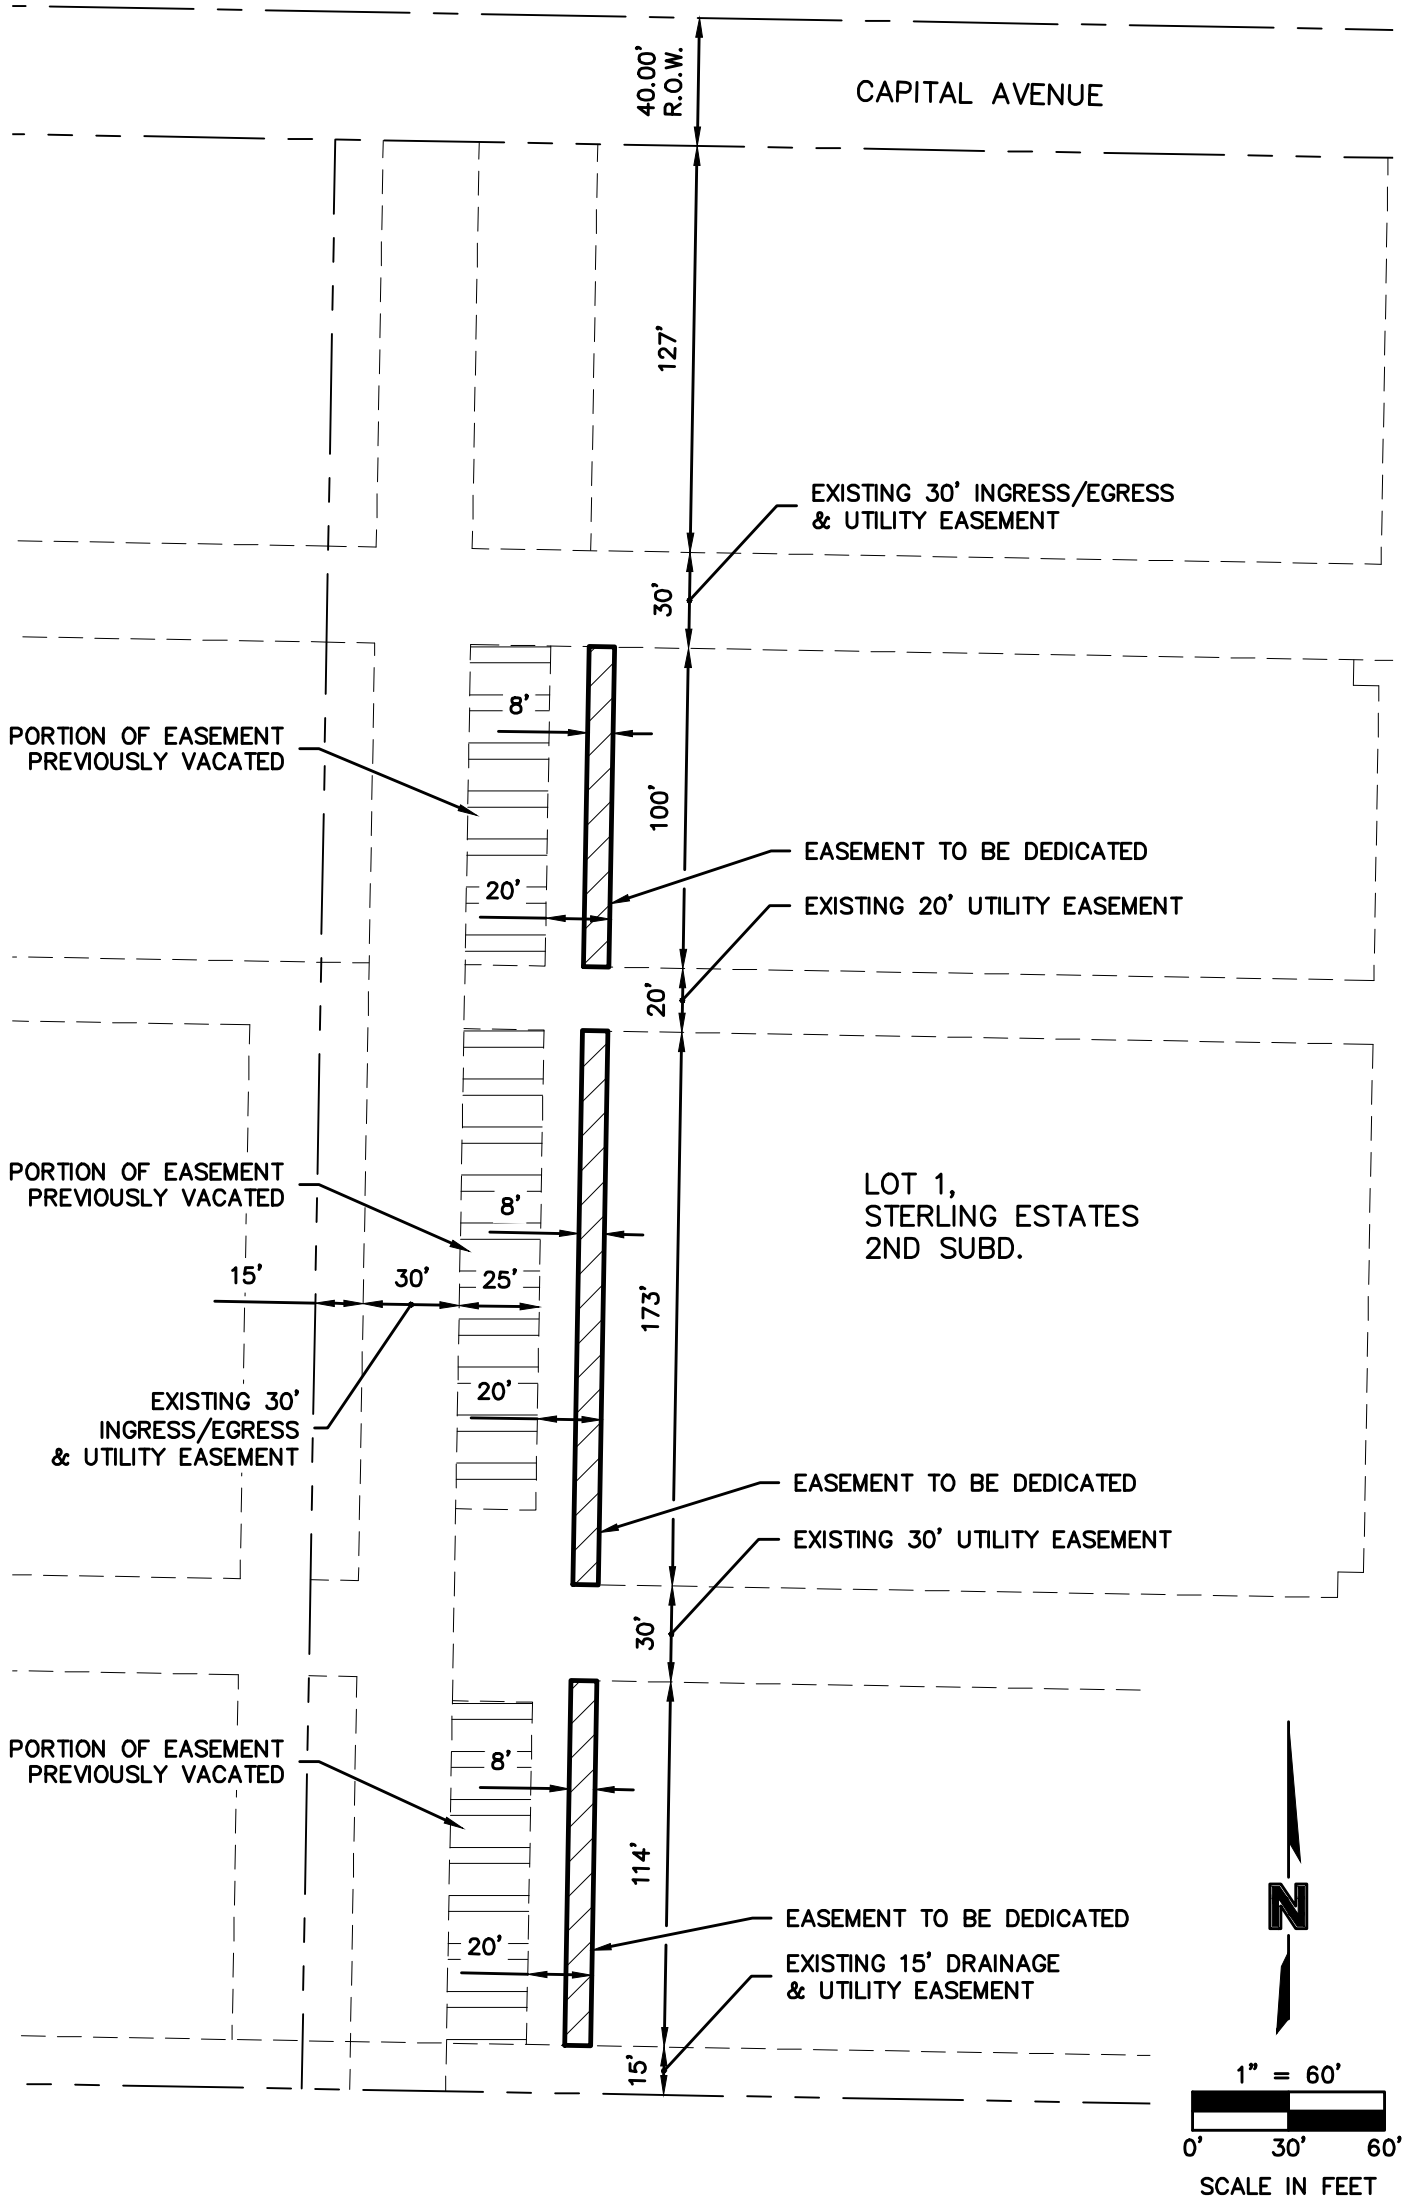 40.00'
R.O.W.
CAPITAL AVENUE
127'
EXISTING 30' INGRESS/EGRESS
& UTILITY EASEMENT
30'
8'
PORTION OF EASEMENT
PREVIOUSLY VACATED
100'
EASEMENT TO BE DEDICATED
20'
EXISTING 20' UTILITY EASEMENT
20'
PORTION OF EASEMENT
PREVIOUSLY VACATED
8'
LOT 1,
STERLING ESTATES
2ND SUBD.
15'
30'
25'
173'
20'
EXISTING 30'
INGRESS/EGRESS
& UTILITY EASEMENT
EASEMENT TO BE DEDICATED
EXISTING 30' UTILITY EASEMENT
30'
PORTION OF EASEMENT
PREVIOUSLY VACATED
8'
114'
N
EASEMENT TO BE DEDICATED
20'
EXISTING 15' DRAINAGE
& UTILITY EASEMENT
15'
1" = 60'
0' 30' 60'
SCALE IN FEET